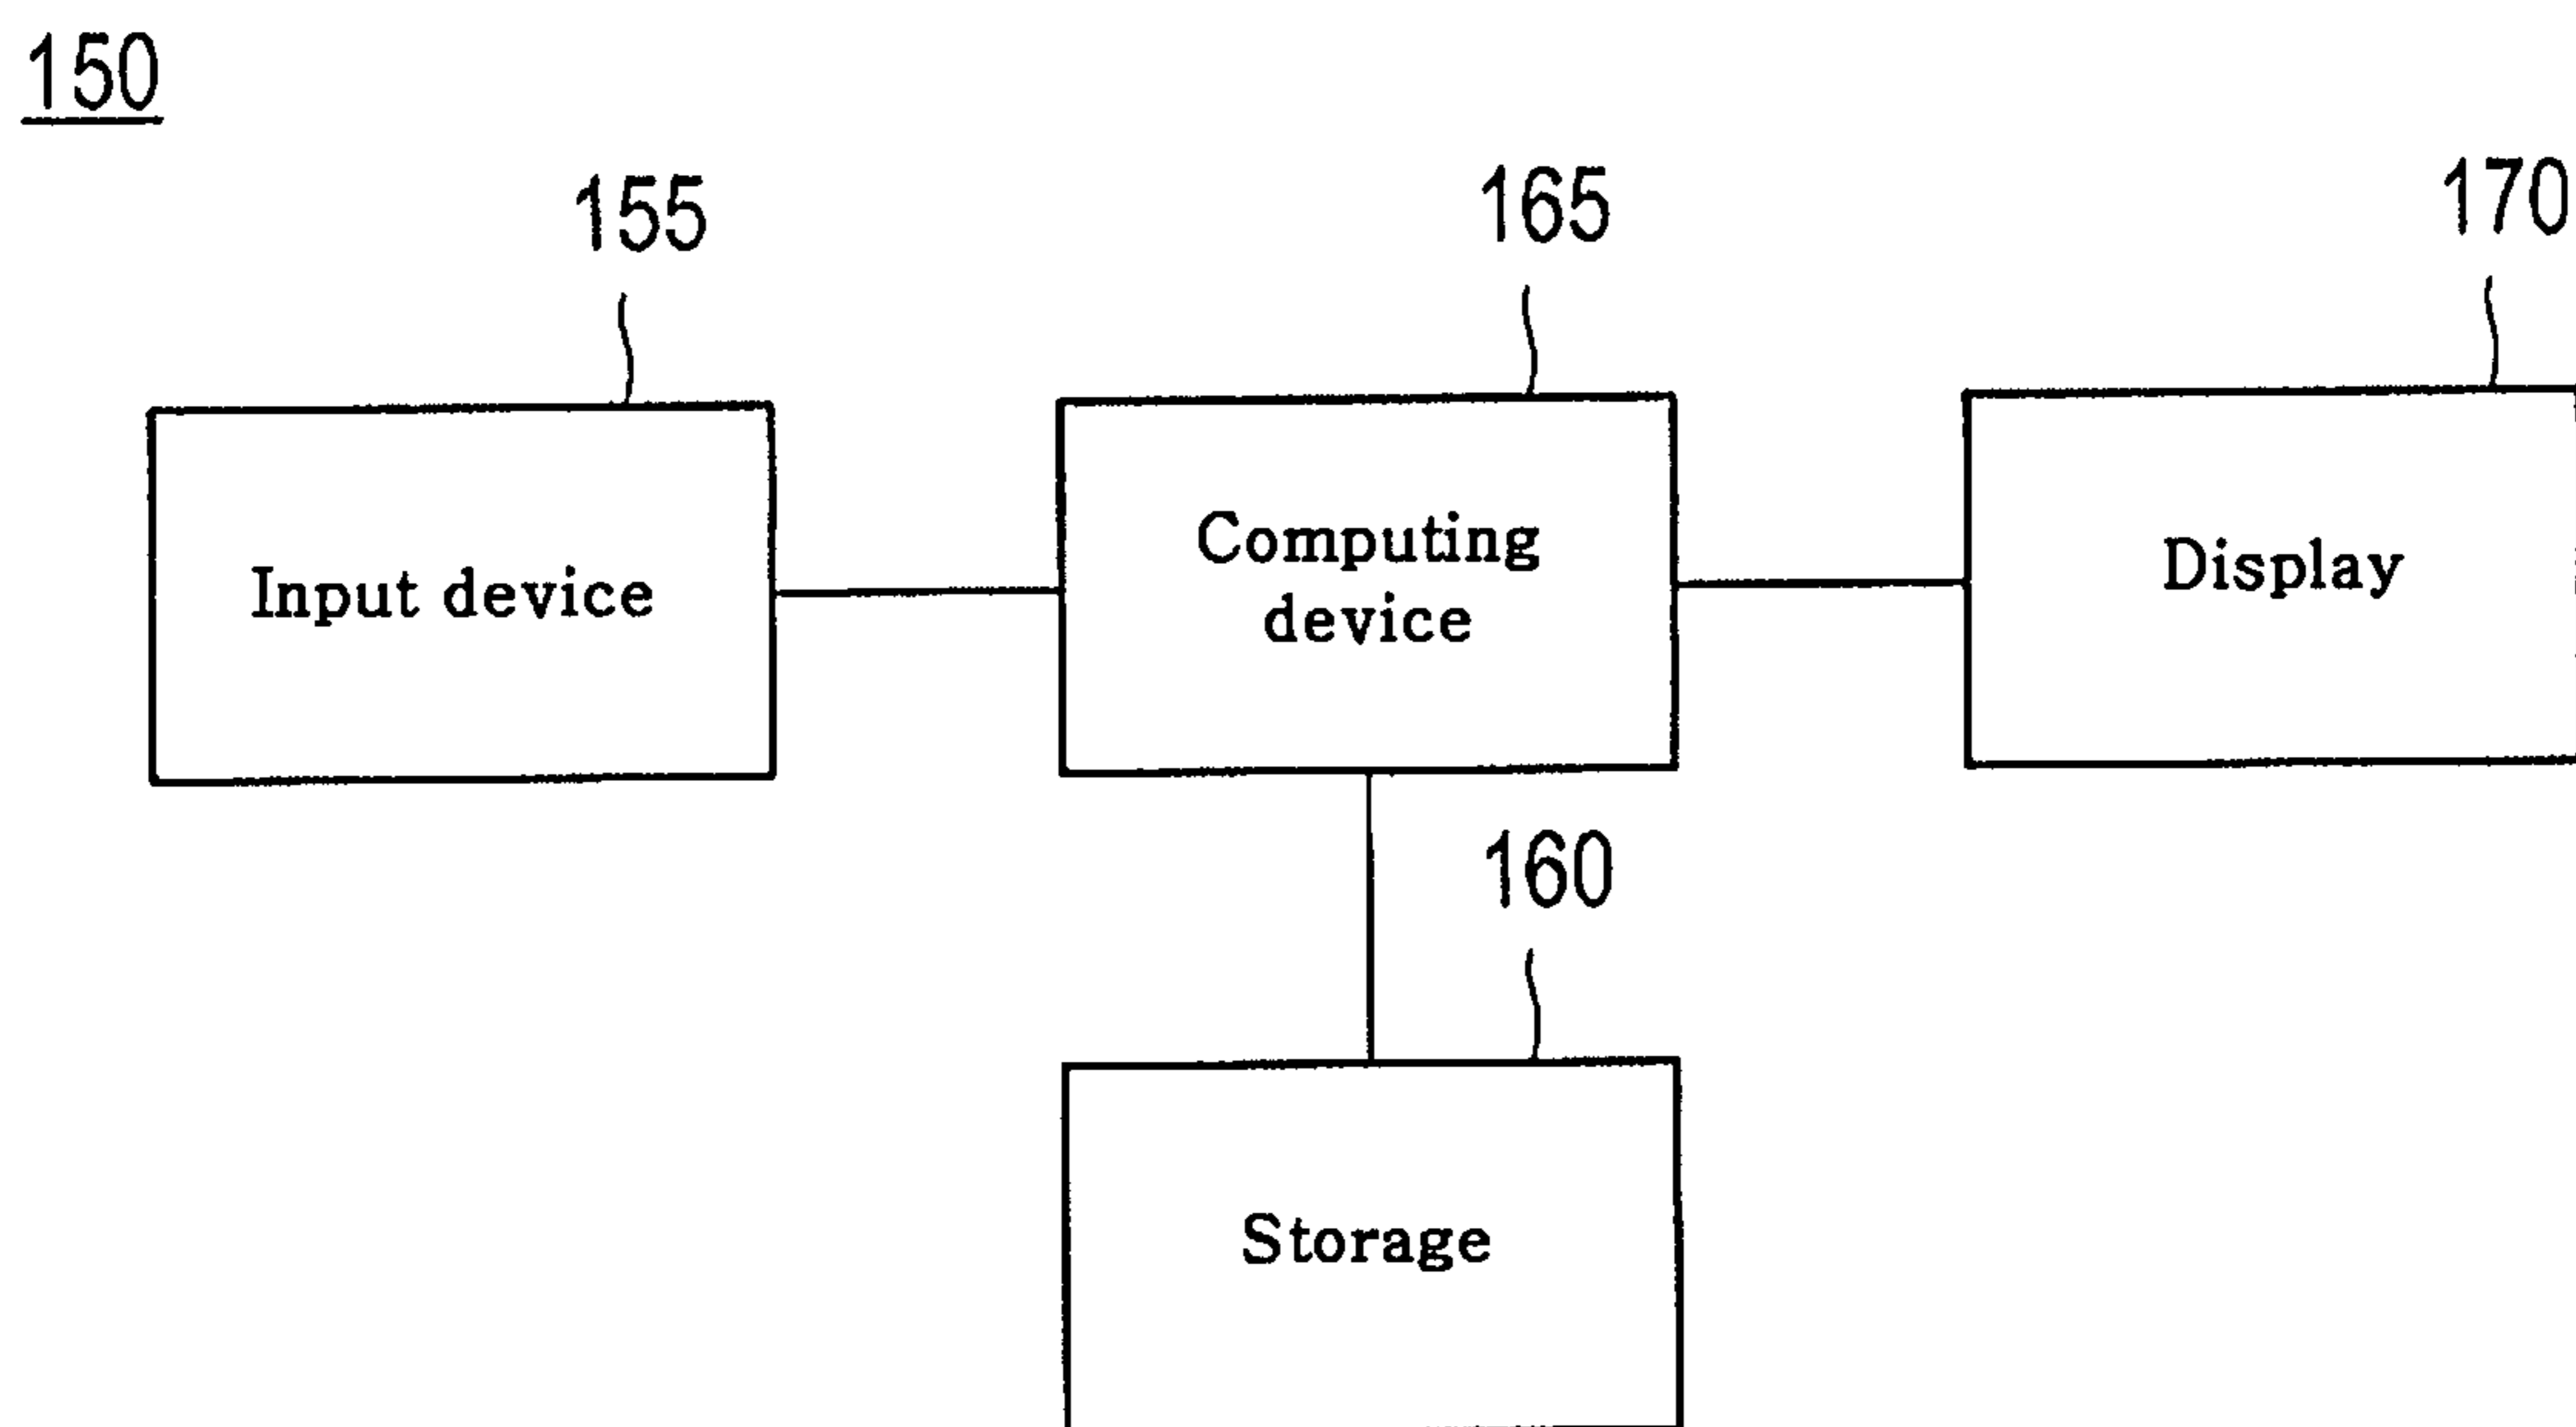 150
155
165
170
Input device
Computing
device
Display
160
Storage